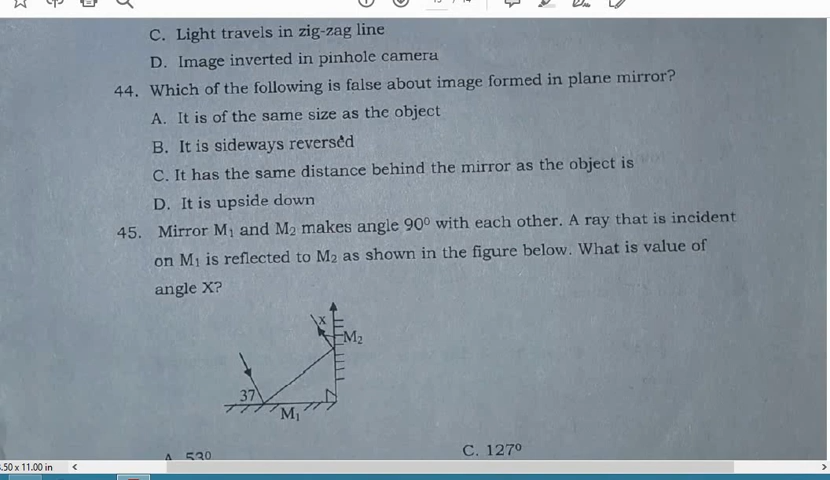 C. Light travels in zig-zag line
D. Image inverted in pinhole camera
44. Which of the following is false about image formed in plane mirror?
A. It is of the same size as the object
B. It is sideways reversed
C. It has the same distance behind the mirror as the object is
D. It is upside down
45. Mirror M₁ and M₂ makes angle 90⁰ with each other. A ray that is incident
on M₁ is reflected to M₂ as shown in the figure below. What is value of
angle X?
x
M₂
37
M₁
A. 53⁰
C. 127⁰
.50 x 11.00 in